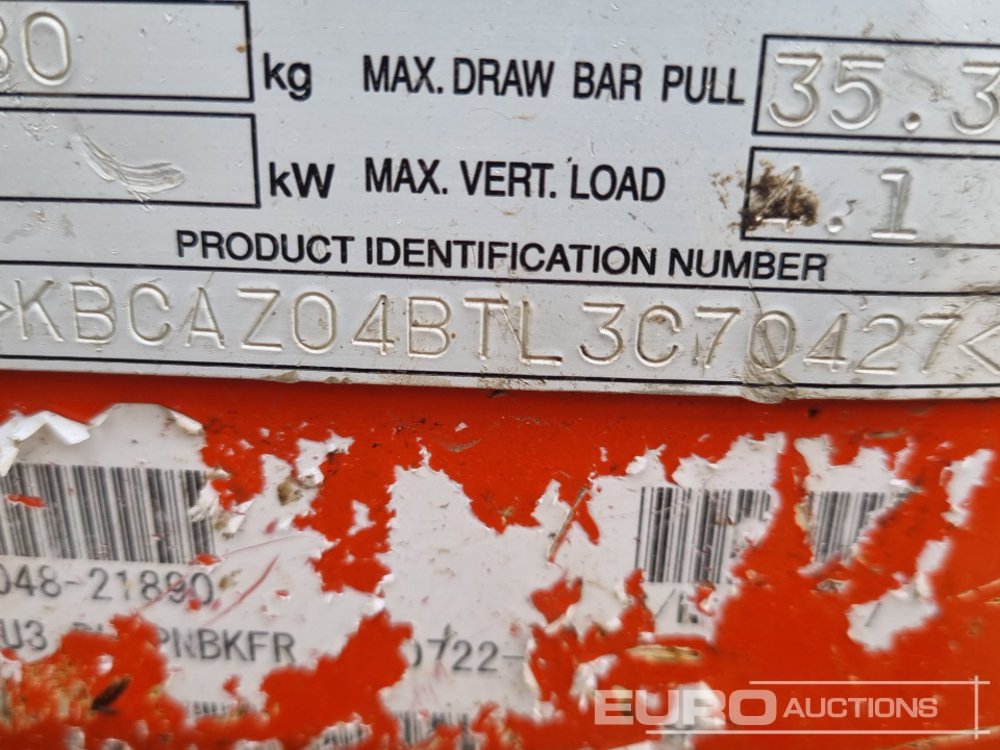 80 kg MAX. DRAW BAR PULL 35.3
kW MAX. VERT. LOAD 4.1
PRODUCT IDENTIFICATION NUMBER
>KBCAZ04BTL3C70427<
048-21890
U3 PNBKFR 0722-
EURO AUCTIONS